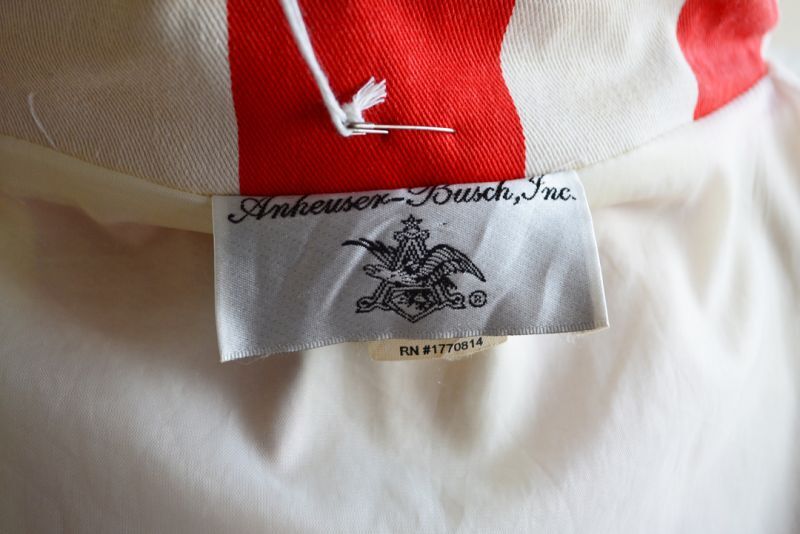 Anheuser-Busch, Inc.
®
RN #1770814